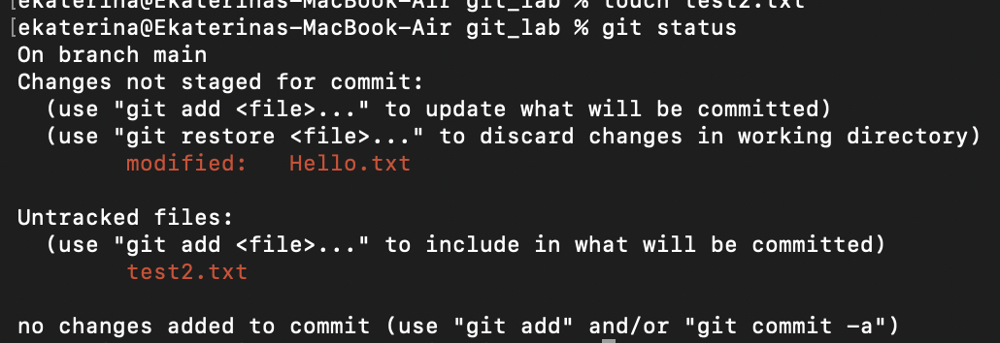 [ekaterina@Ekaterinas-MacBook-Air git_lab % touch test2.txt
[ekaterina@Ekaterinas-MacBook-Air git_lab % git status
On branch main
Changes not staged for commit:
  (use "git add <file>..." to update what will be committed)
  (use "git restore <file>..." to discard changes in working directory)
        modified:   Hello.txt

Untracked files:
  (use "git add <file>..." to include in what will be committed)
        test2.txt

no changes added to commit (use "git add" and/or "git commit -a")